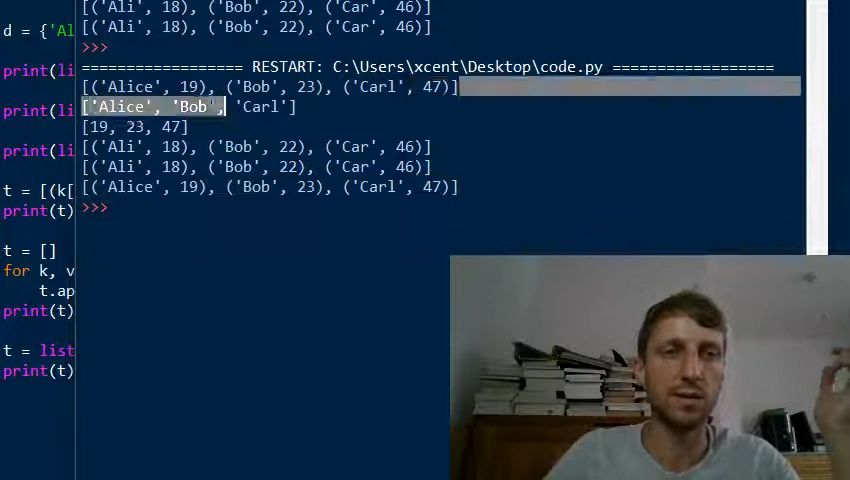 [('Ali', 18), ('Bob', 22), ('Car', 46)]
d = {'Al [('Ali', 18), ('Bob', 22), ('Car', 46)]
>>>
print(li ================= RESTART: C:\Users\xcent\Desktop\code.py =================
[('Alice', 19), ('Bob', 23), ('Carl', 47)]
print(li ['Alice', 'Bob', 'Carl']
[19, 23, 47]
print(li [('Ali', 18), ('Bob', 22), ('Car', 46)]
[('Ali', 18), ('Bob', 22), ('Car', 46)]
t = [(k[ [('Alice', 19), ('Bob', 23), ('Carl', 47)]
print(t) >>>
t = []
for k, v
t.ap
print(t)
t = list
print(t)